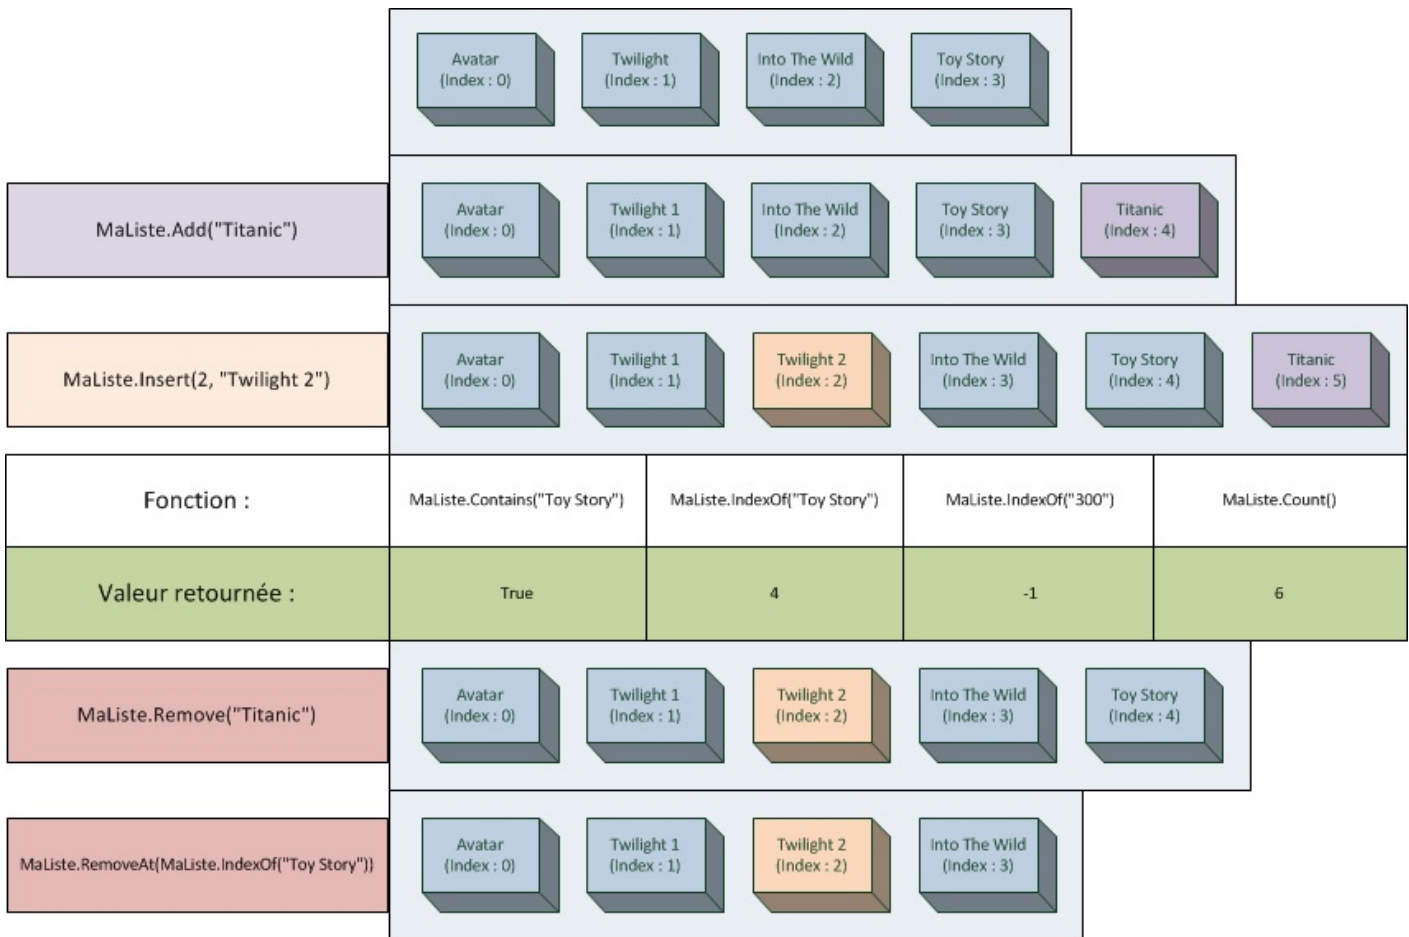 Avatar
(Index : 0)
Twilight
(Index : 1)
Into The Wild
(Index : 2)
Toy Story
(Index : 3)
MaListe.Add("Titanic")
Avatar
(Index : 0)
Twilight 1
(Index : 1)
Into The Wild
(Index : 2)
Toy Story
(Index : 3)
Titanic
(Index : 4)
MaListe.Insert(2, "Twilight 2")
Avatar
(Index : 0)
Twilight 1
(Index : 1)
Twilight 2
(Index : 2)
Into The Wild
(Index : 3)
Toy Story
(Index : 4)
Titanic
(Index : 5)
Fonction :
MaListe.Contains("Toy Story")
MaListe.IndexOf("Toy Story")
MaListe.IndexOf("300")
MaListe.Count()
Valeur retournée :
True
4
-1
6
MaListe.Remove("Titanic")
Avatar
(Index : 0)
Twilight 1
(Index : 1)
Twilight 2
(Index : 2)
Into The Wild
(Index : 3)
Toy Story
(Index : 4)
MaListe.RemoveAt(MaListe.IndexOf("Toy Story"))
Avatar
(Index : 0)
Twilight 1
(Index : 1)
Twilight 2
(Index : 2)
Into The Wild
(Index : 3)